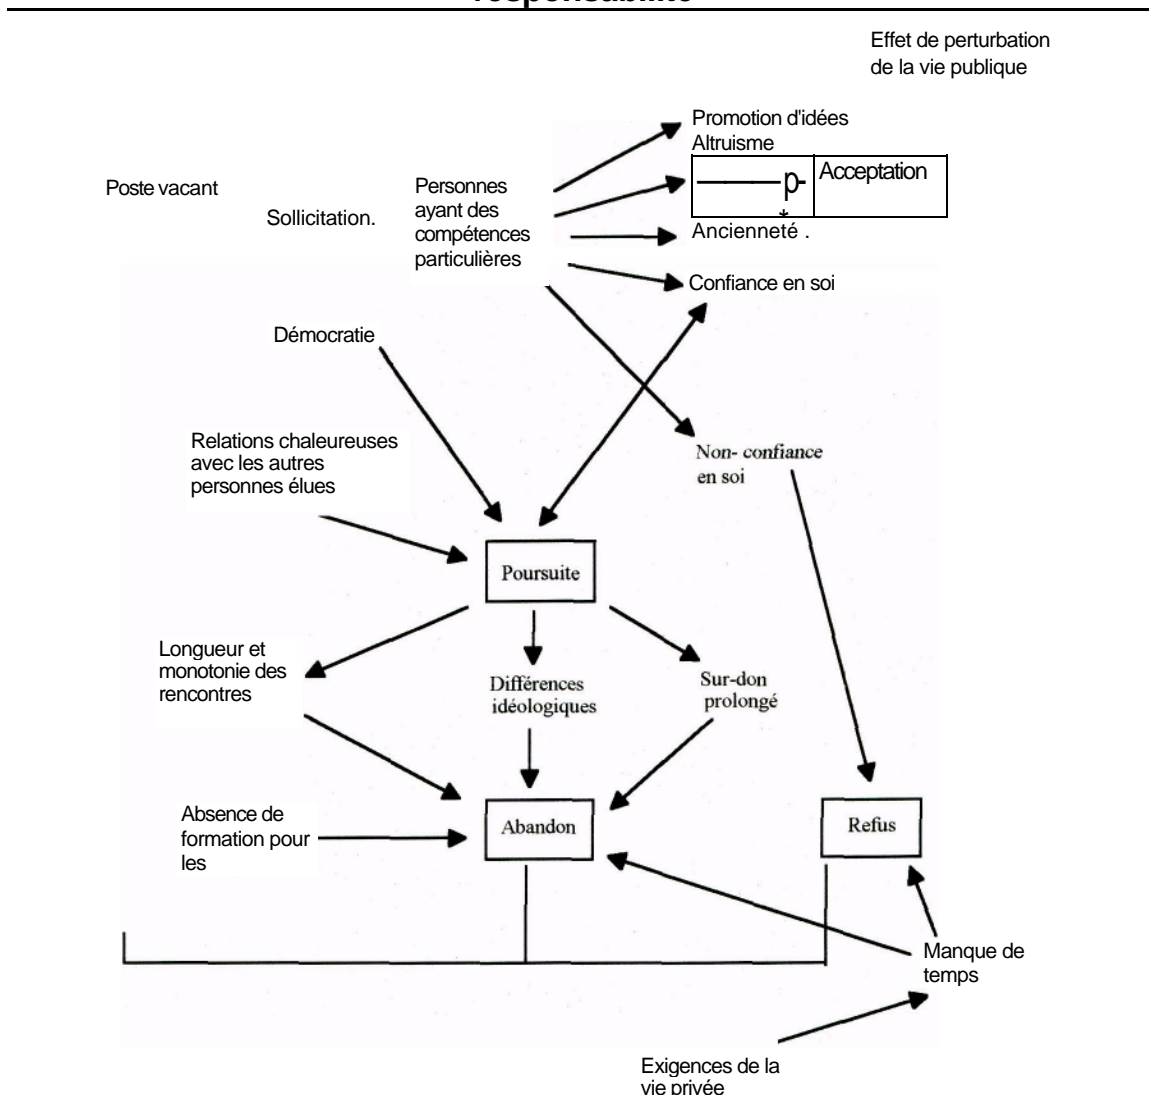 Effet de perturbation
de la vie publique
Promotion d'idées
Altruisme
Acceptation
Poste vacant
Sollicitation.
Personnes
ayant des
compétences
particulières
Ancienneté .
Confiance en soi
Démocratie
Relations chaleureuses
avec les autres
personnes élues
Non- confiance
en soi
Poursuite
Longueur et
monotonie des
rencontres
Différences
idéologiques
Sur-don
prolongé
Absence de
formation pour
les
Abandon
Refus
Manque de
temps
Exigences de la
vie privée